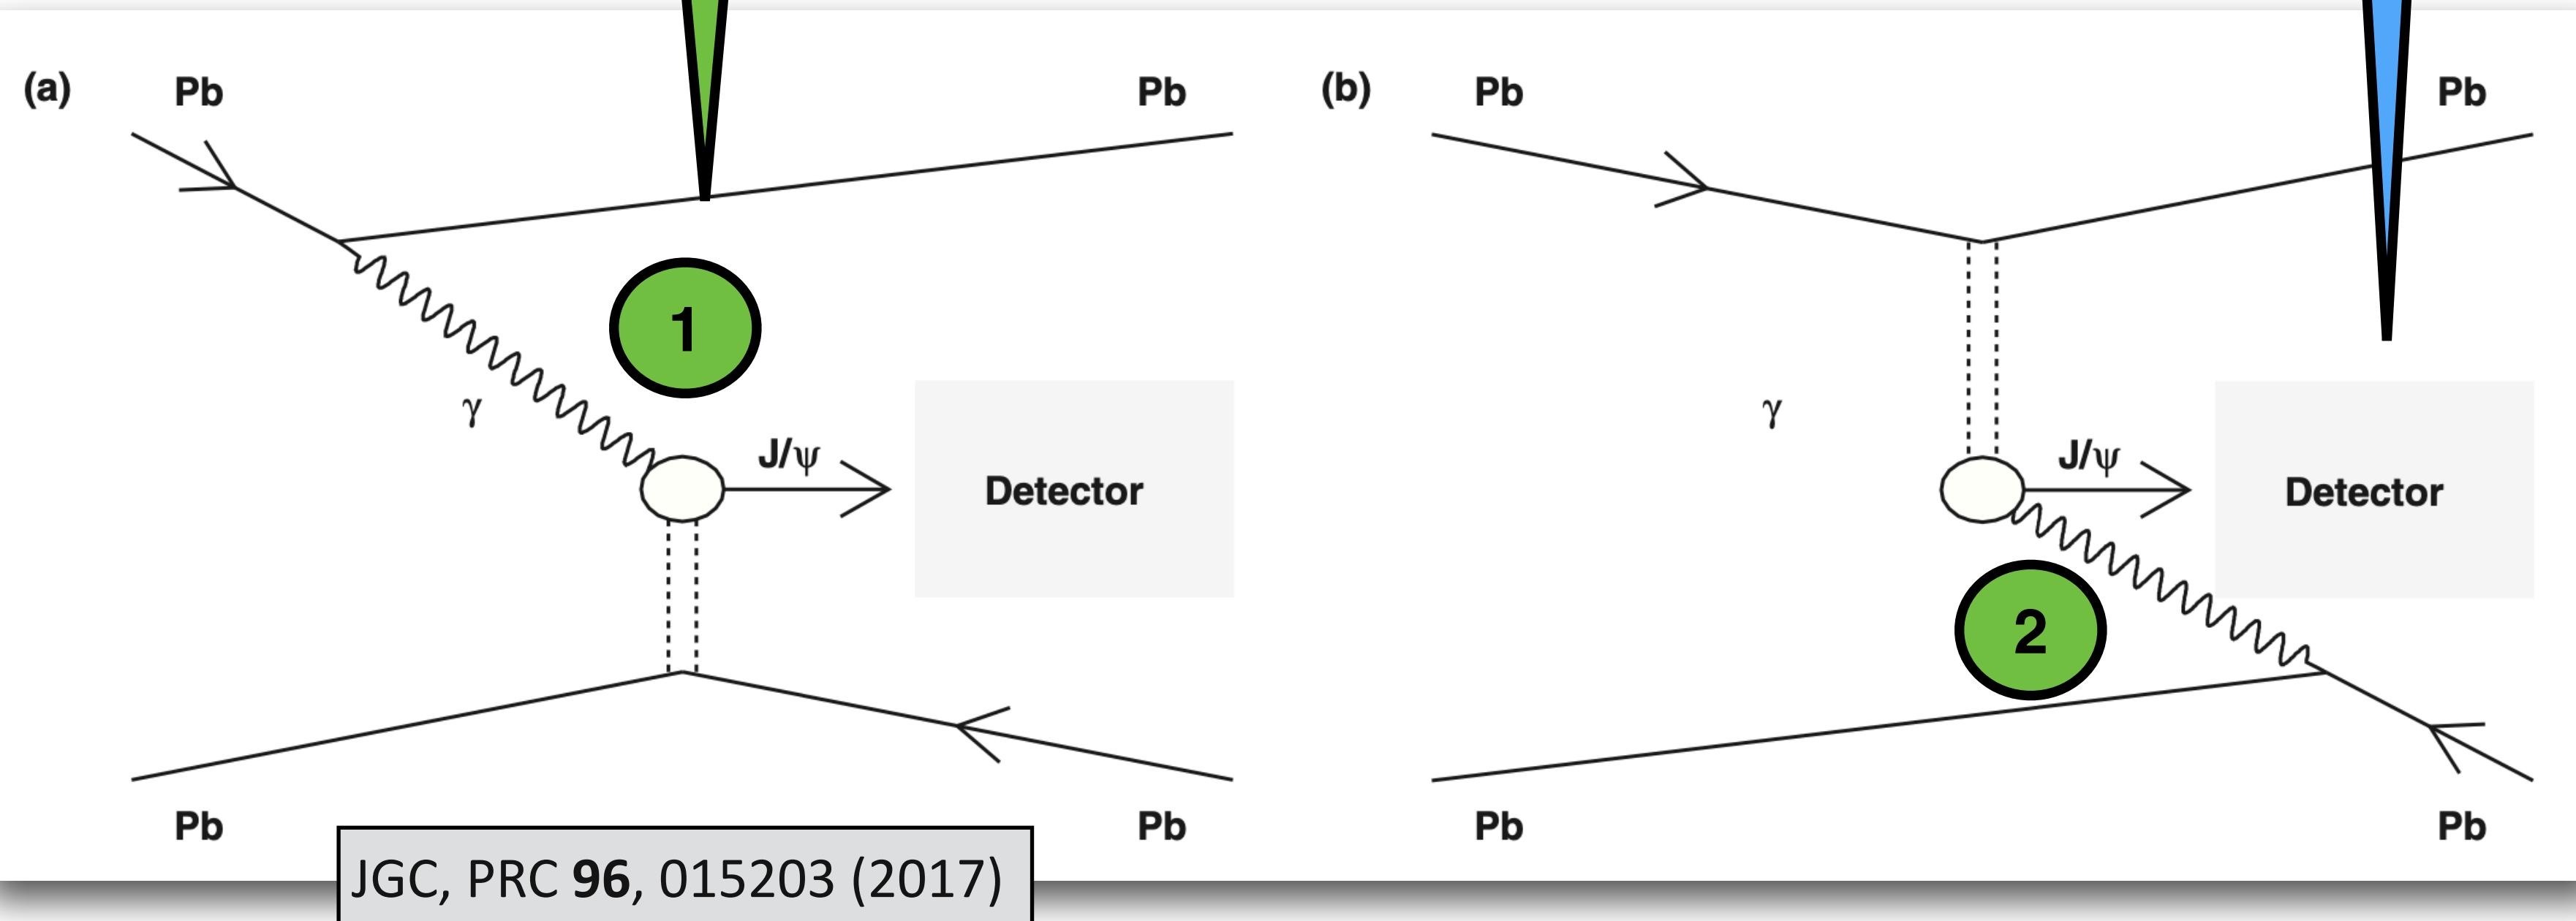 (a)
Pb
Pb
1
γ
J/ψ
Detector
Pb
Pb
(b)
Pb
Pb
γ
J/ψ
Detector
2
Pb
Pb
JGC, PRC 96, 015203 (2017)